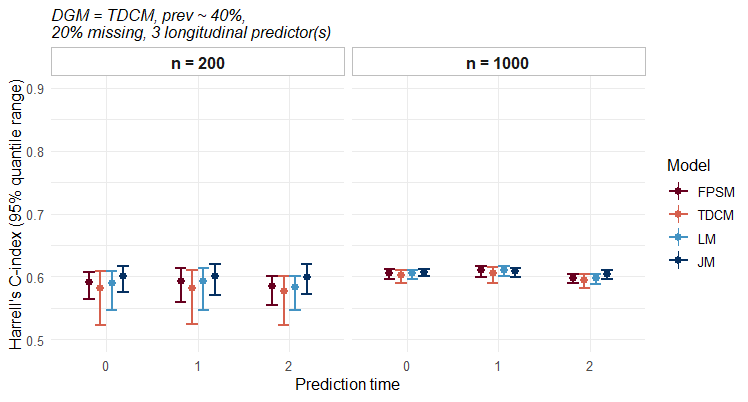 DGM = TDCM, prev ~ 40%,
20% missing, 3 longitudinal predictor(s)
n = 200
n = 1000
Harrell's C-index (95% quantile range)
0.9
0.8
0.7
0.6
0.5
0 1 2
0 1 2
Prediction time
Model
FPSM
TDCM
LM
JM